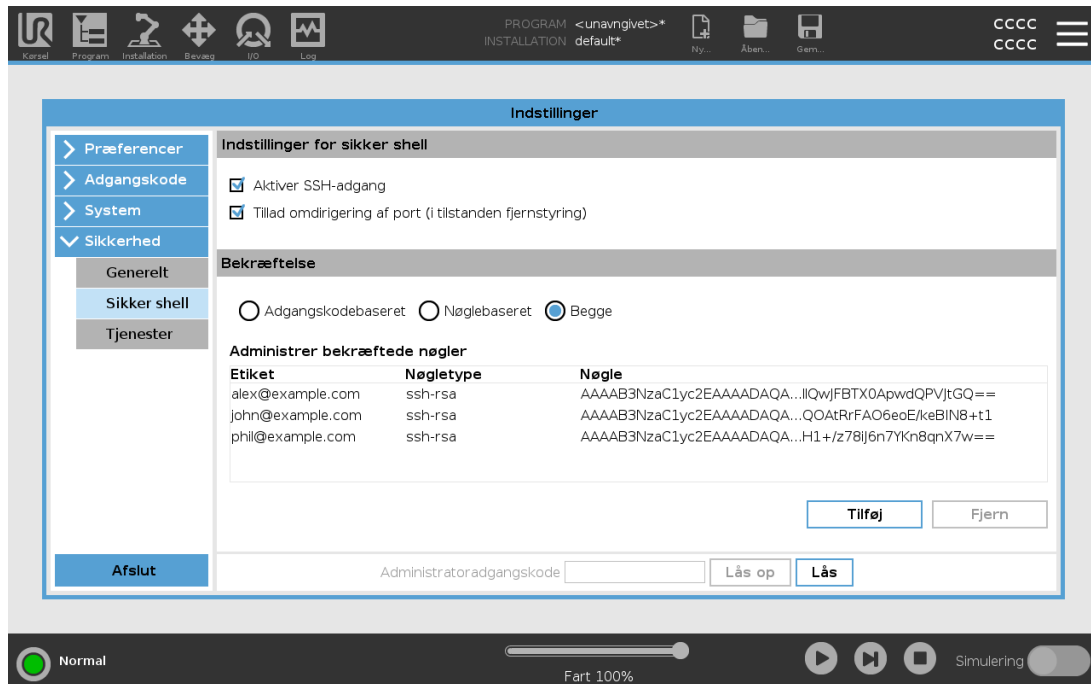 PROGRAM <unavngivet>*
INSTALLATION default*
CCCC
CCCC
Kørsel Program Installation Bevæg I/O Log Ny... Åben... Gem...
Indstillinger
Præferencer
Adgangskode
System
Sikkerhed
Generelt
Sikker shell
Tjenester
Afslut
Indstillinger for sikker shell
Aktiver SSH-adgang
Tillad omdirigering af port (i tilstanden fjernstyring)
Bekræftelse
Adgangskodebaseret Nøglebaseret Begge
Administrer bekræftede nøgler
Etiket Nøgletype Nøgle
alex@example.com ssh-rsa AAAAB3NzaC1yc2EAAAADAQA...IIQwJFBTX0ApwdQPVJtGQ==
john@example.com ssh-rsa AAAAB3NzaC1yc2EAAAADAQA...QOAtRrFAO6eoE/keBIN8+t1
phil@example.com ssh-rsa AAAAB3NzaC1yc2EAAAADAQA...H1+/z78iJ6n7YKn8qnX7w==
Tilføj Fjern
Administratoradgangskode Lås op Lås
Normal
Fart 100%
Simulering